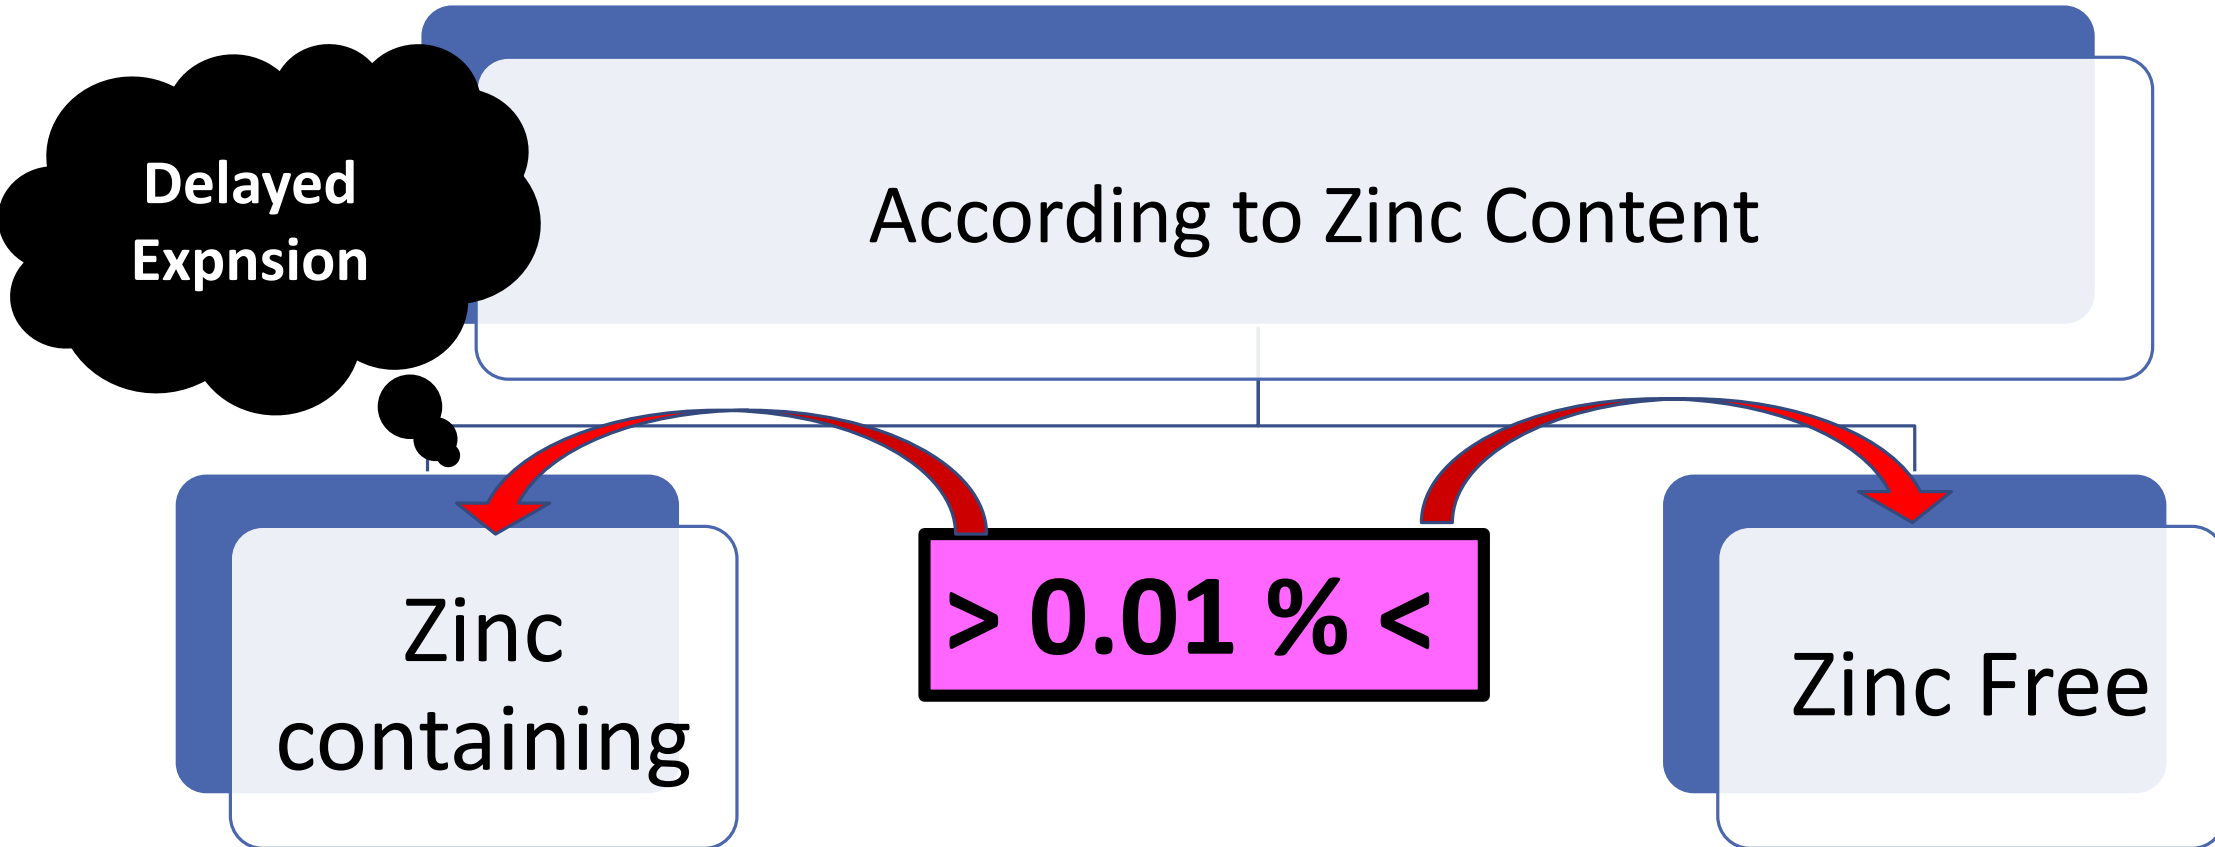 Delayed
Expnsion
According to Zinc Content
Zinc
containing
> 0.01 % <
Zinc Free